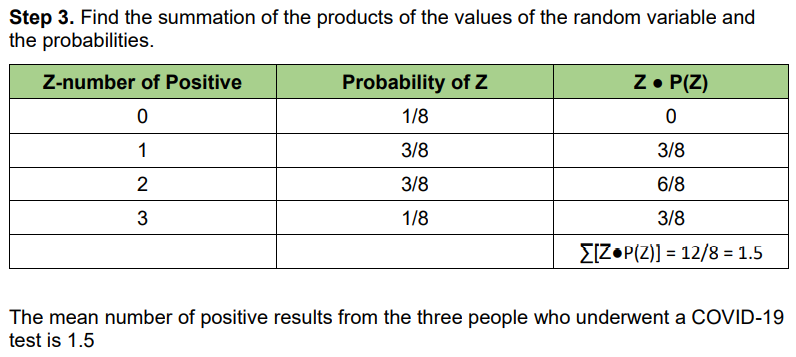 Step 3. Find the summation of the products of the values of the random variable and
the probabilities.
Z-number of Positive Probability of Z Z ● P(Z)
0 1/8 0
1 3/8 3/8
2 3/8 6/8
3 1/8 3/8
∑[Z●P(Z)] = 12/8 = 1.5
The mean number of positive results from the three people who underwent a COVID-19
test is 1.5